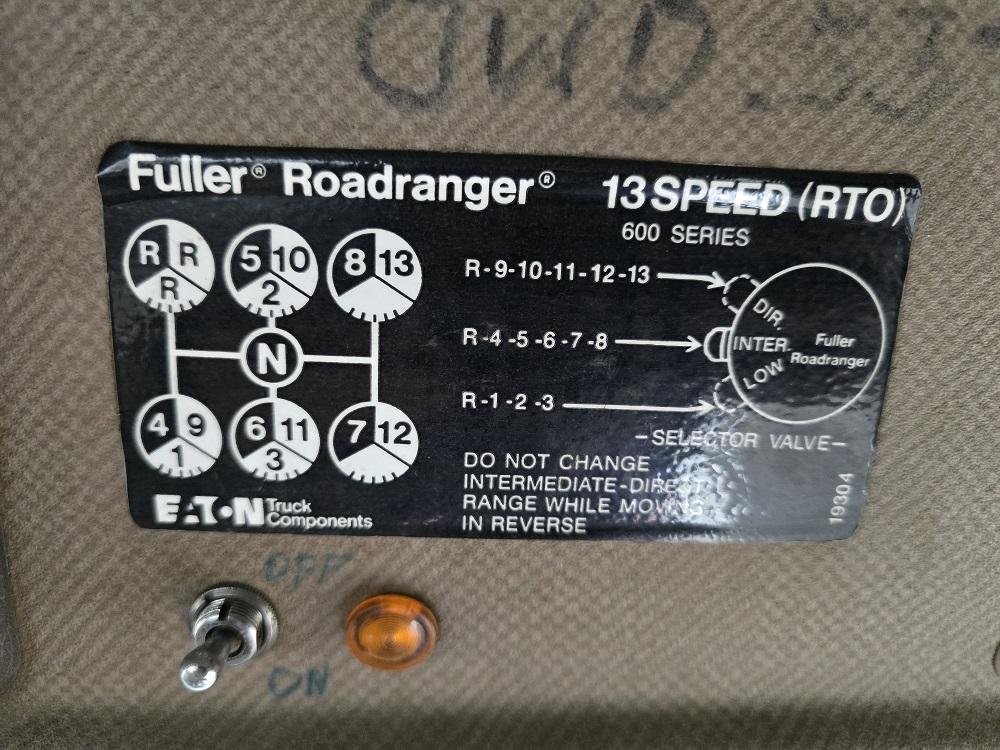 Fuller® Roadranger® 13 SPEED (RTO)
600 SERIES
R R
R
5 10
2
8 13
N
4 9
1
6 11
3
7 12
R-9-10-11-12-13
R-4-5-6-7-8
R-1-2-3
DIR.
INTER.
LOW
Fuller
Roadranger
-SELECTOR VALVE-
DO NOT CHANGE
INTERMEDIATE-DIRECT
RANGE WHILE MOVING
IN REVERSE
19304
EATON Truck
Components
OFF
ON